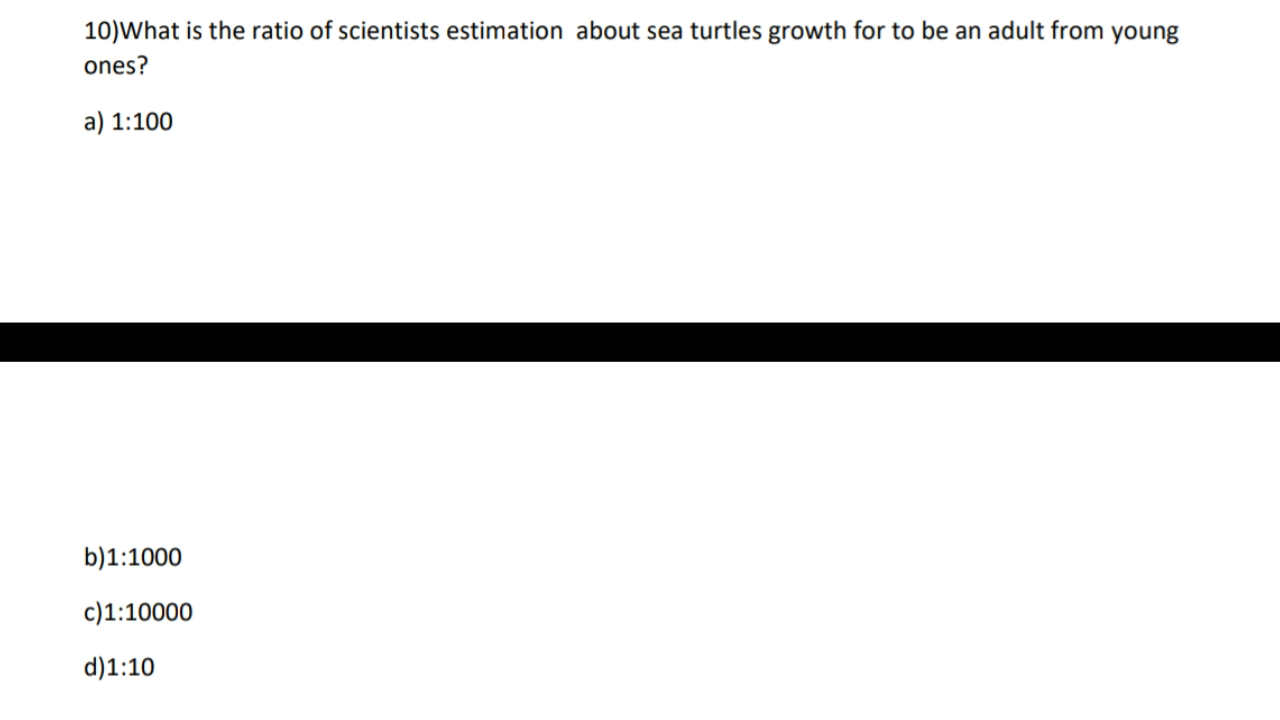 10)What is the ratio of scientists estimation  about sea turtles growth for to be an adult from young
ones?
a) 1:100
b)1:1000
c)1:10000
d)1:10